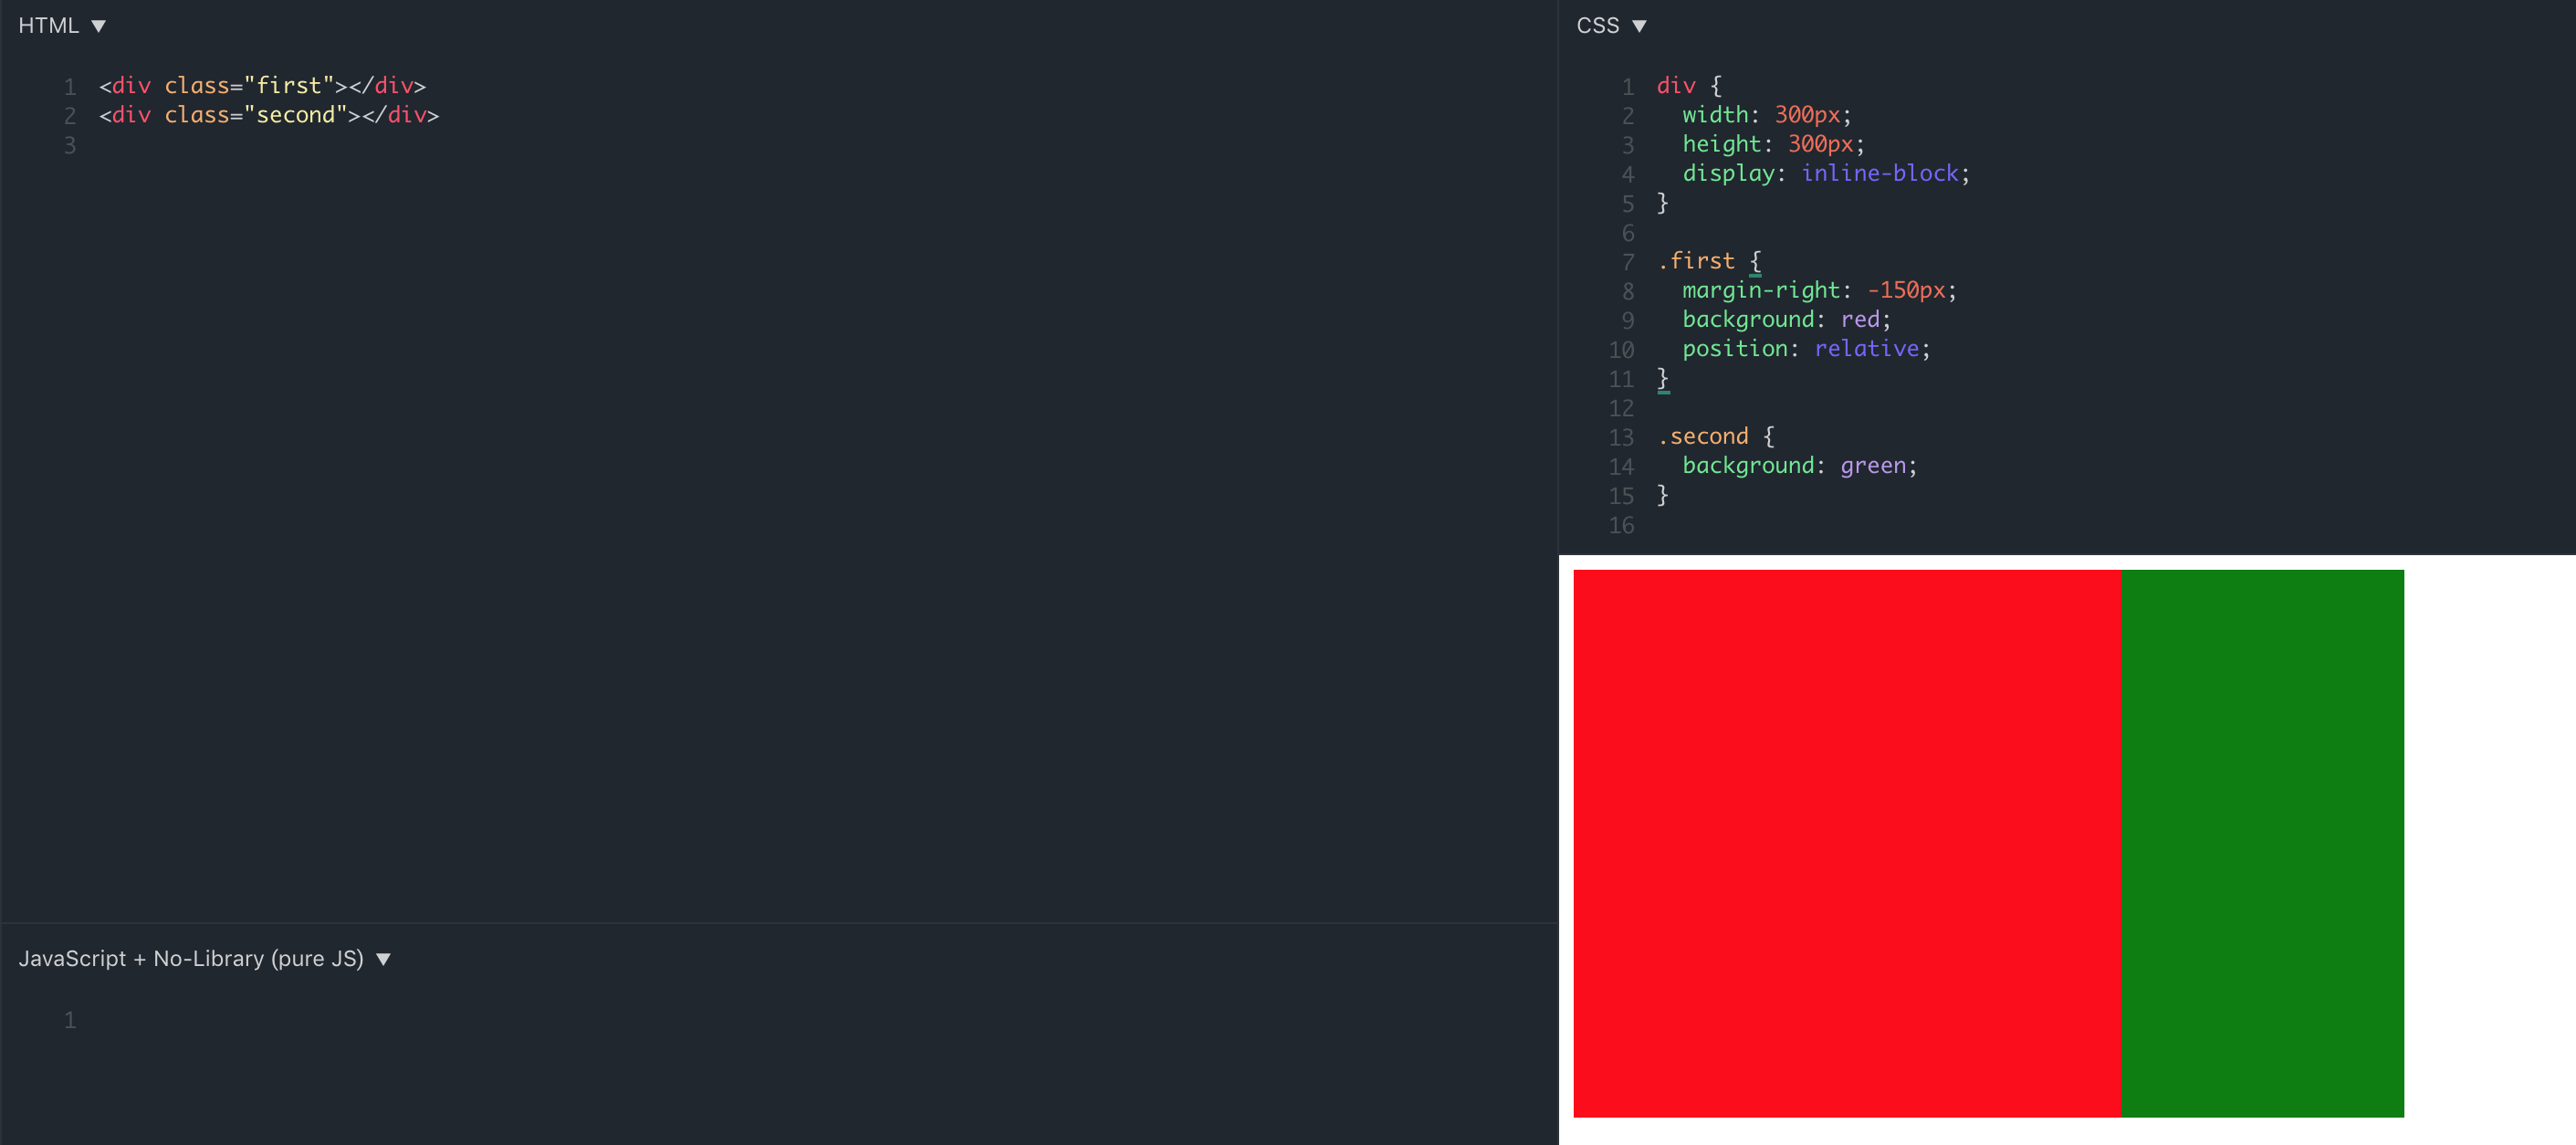 HTML ▼
1 <div class="first"></div>
2 <div class="second"></div>
3
JavaScript + No-Library (pure JS) ▼
1
CSS ▼
1 div {
2   width: 300px;
3   height: 300px;
4   display: inline-block;
5 }
6
7 .first {
8   margin-right: -150px;
9   background: red;
10   position: relative;
11 }
12
13 .second {
14   background: green;
15 }
16